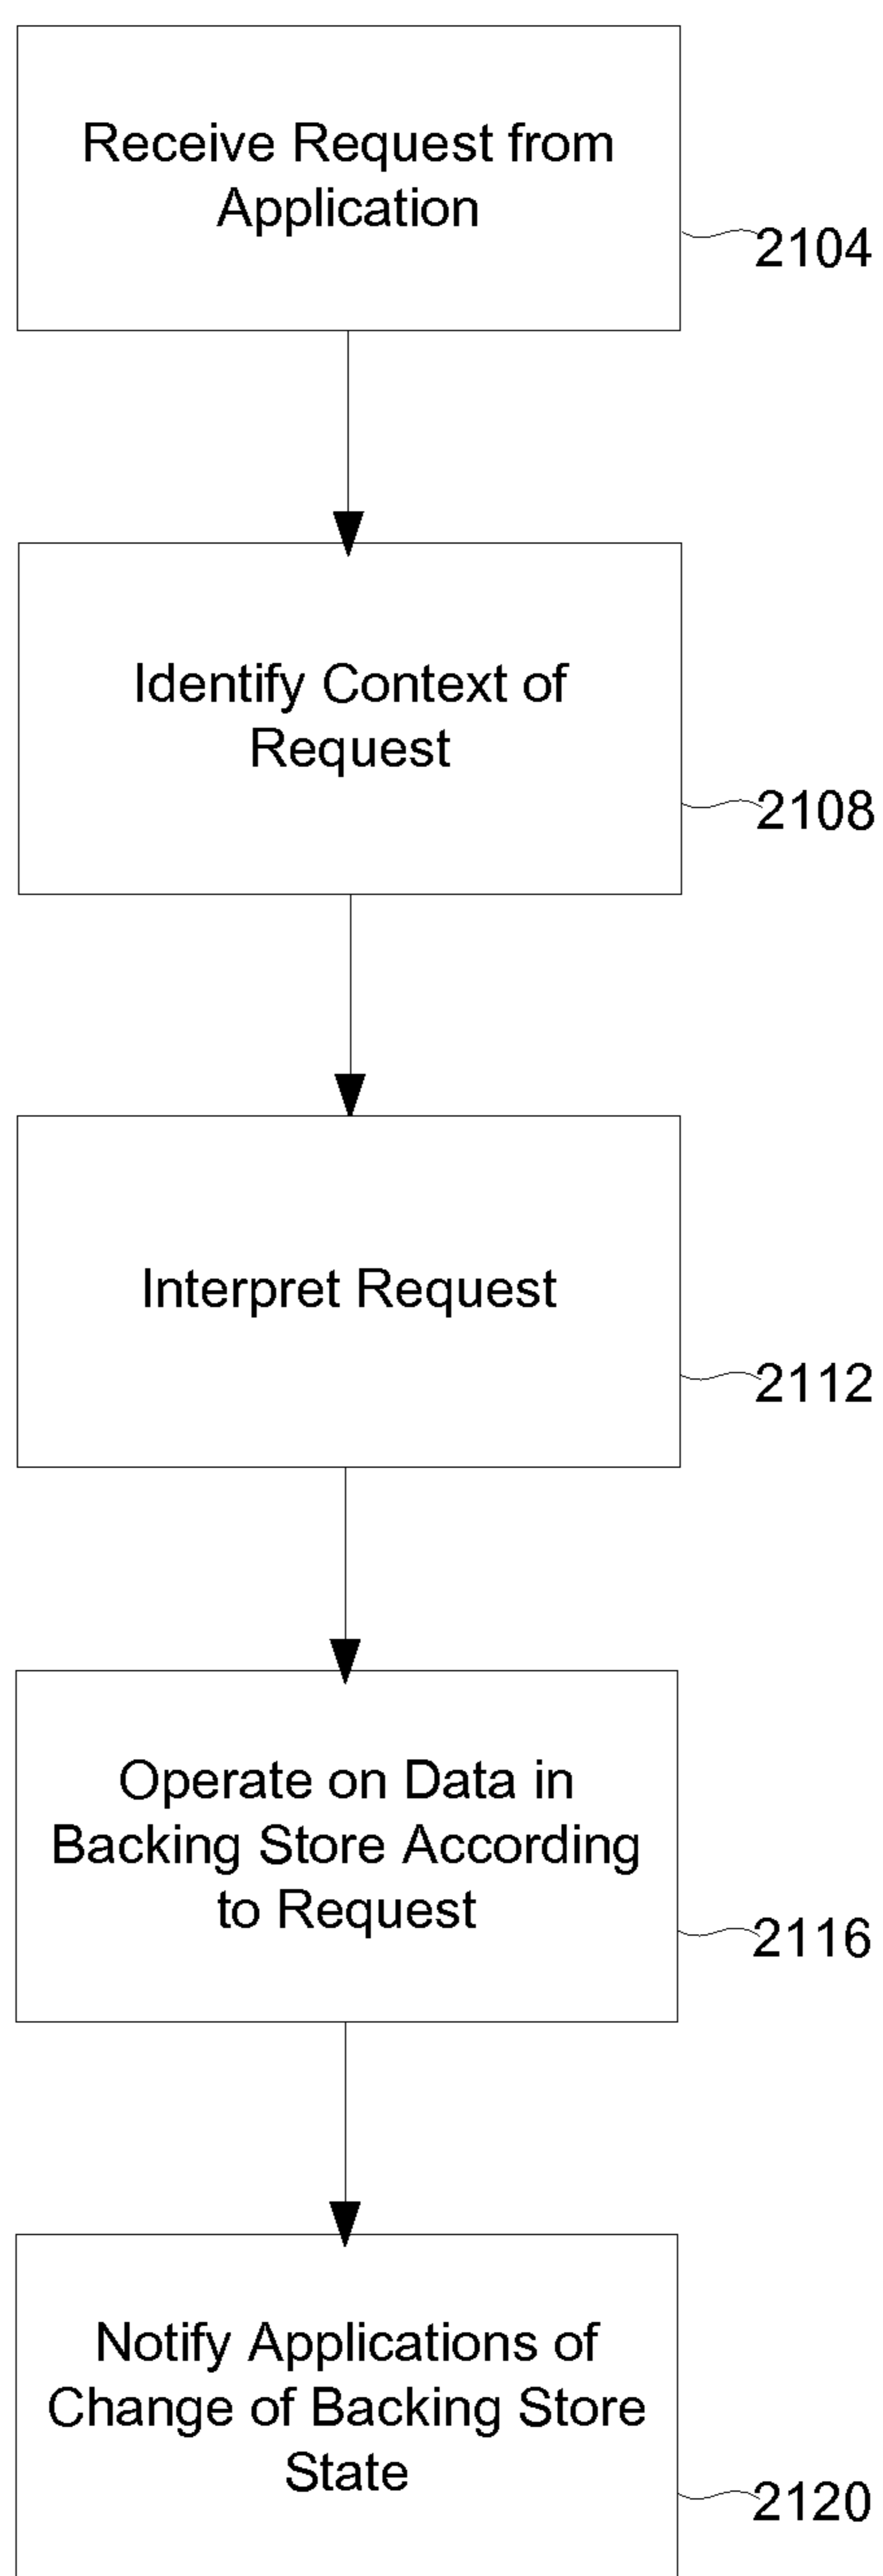 Receive Request from
Application
2104
Identify Context of
Request
2108
Interpret Request
2112
Operate on Data in
Backing Store According
to Request
2116
Notify Applications of
Change of Backing Store
State
2120